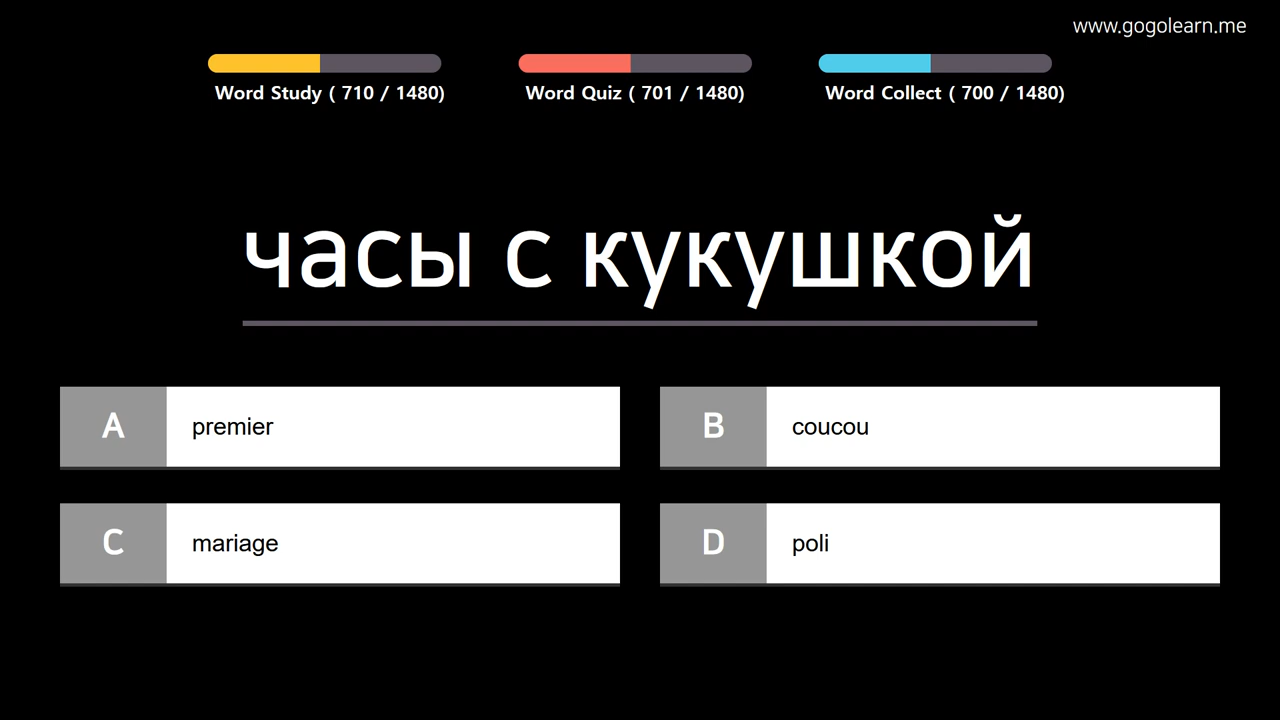 www.gogolearn.me
Word Study ( 710 / 1480)
Word Quiz ( 701 / 1480)
Word Collect ( 700 / 1480)
часы с кукушкой
A premier
B coucou
C mariage
D poli